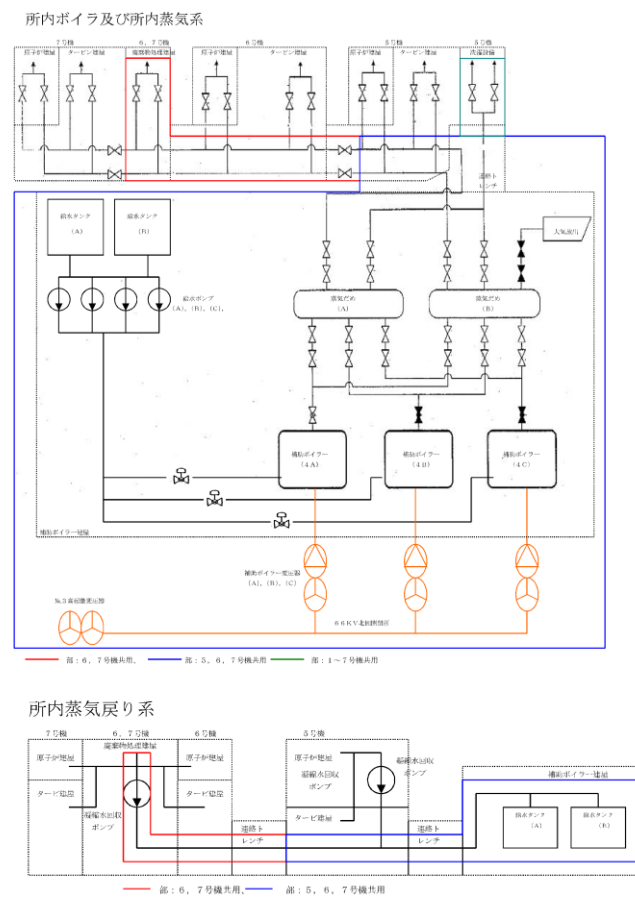 所内ボイラ及び所内蒸気系
7号機
6, 7号機
6号機
5号機
5号機
原子炉建屋
タービン建屋
廃棄物処理建屋
原子炉建屋
タービン建屋
原子炉建屋
タービン建屋
洗濯設備
連絡ト
レンチ
給水タンク
(A)
給水タンク
(B)
大気放出
給水ポンプ
(A), (B), (C),
蒸気だめ
(A)
蒸気だめ
(B)
補助ボイラー
(4A)
補助ボイラー
(4B)
補助ボイラー
(4C)
補助ボイラー建屋
補助ボイラー変圧器
(A), (B), (C)
№3高起動変圧器
66KV北側開閉所
部:6, 7号機共用,
部:5, 6, 7号機共用
部:1〜7号機共用
所内蒸気戻り系
7号機
6, 7号機
6号機
5号機
廃棄物処理建屋
原子炉建屋
原子炉建屋
原子炉建屋
凝縮水回収
ポンプ
凝縮水回収
ポンプ
補助ボイラー建屋
タービ建屋
タービ建屋
凝縮水回収
ポンプ
タービ建屋
連絡ト
レンチ
連絡ト
レンチ
給水タンク
(A)
給水タンク
(B)
部:6, 7号機共用,
部:5, 6, 7号機共用